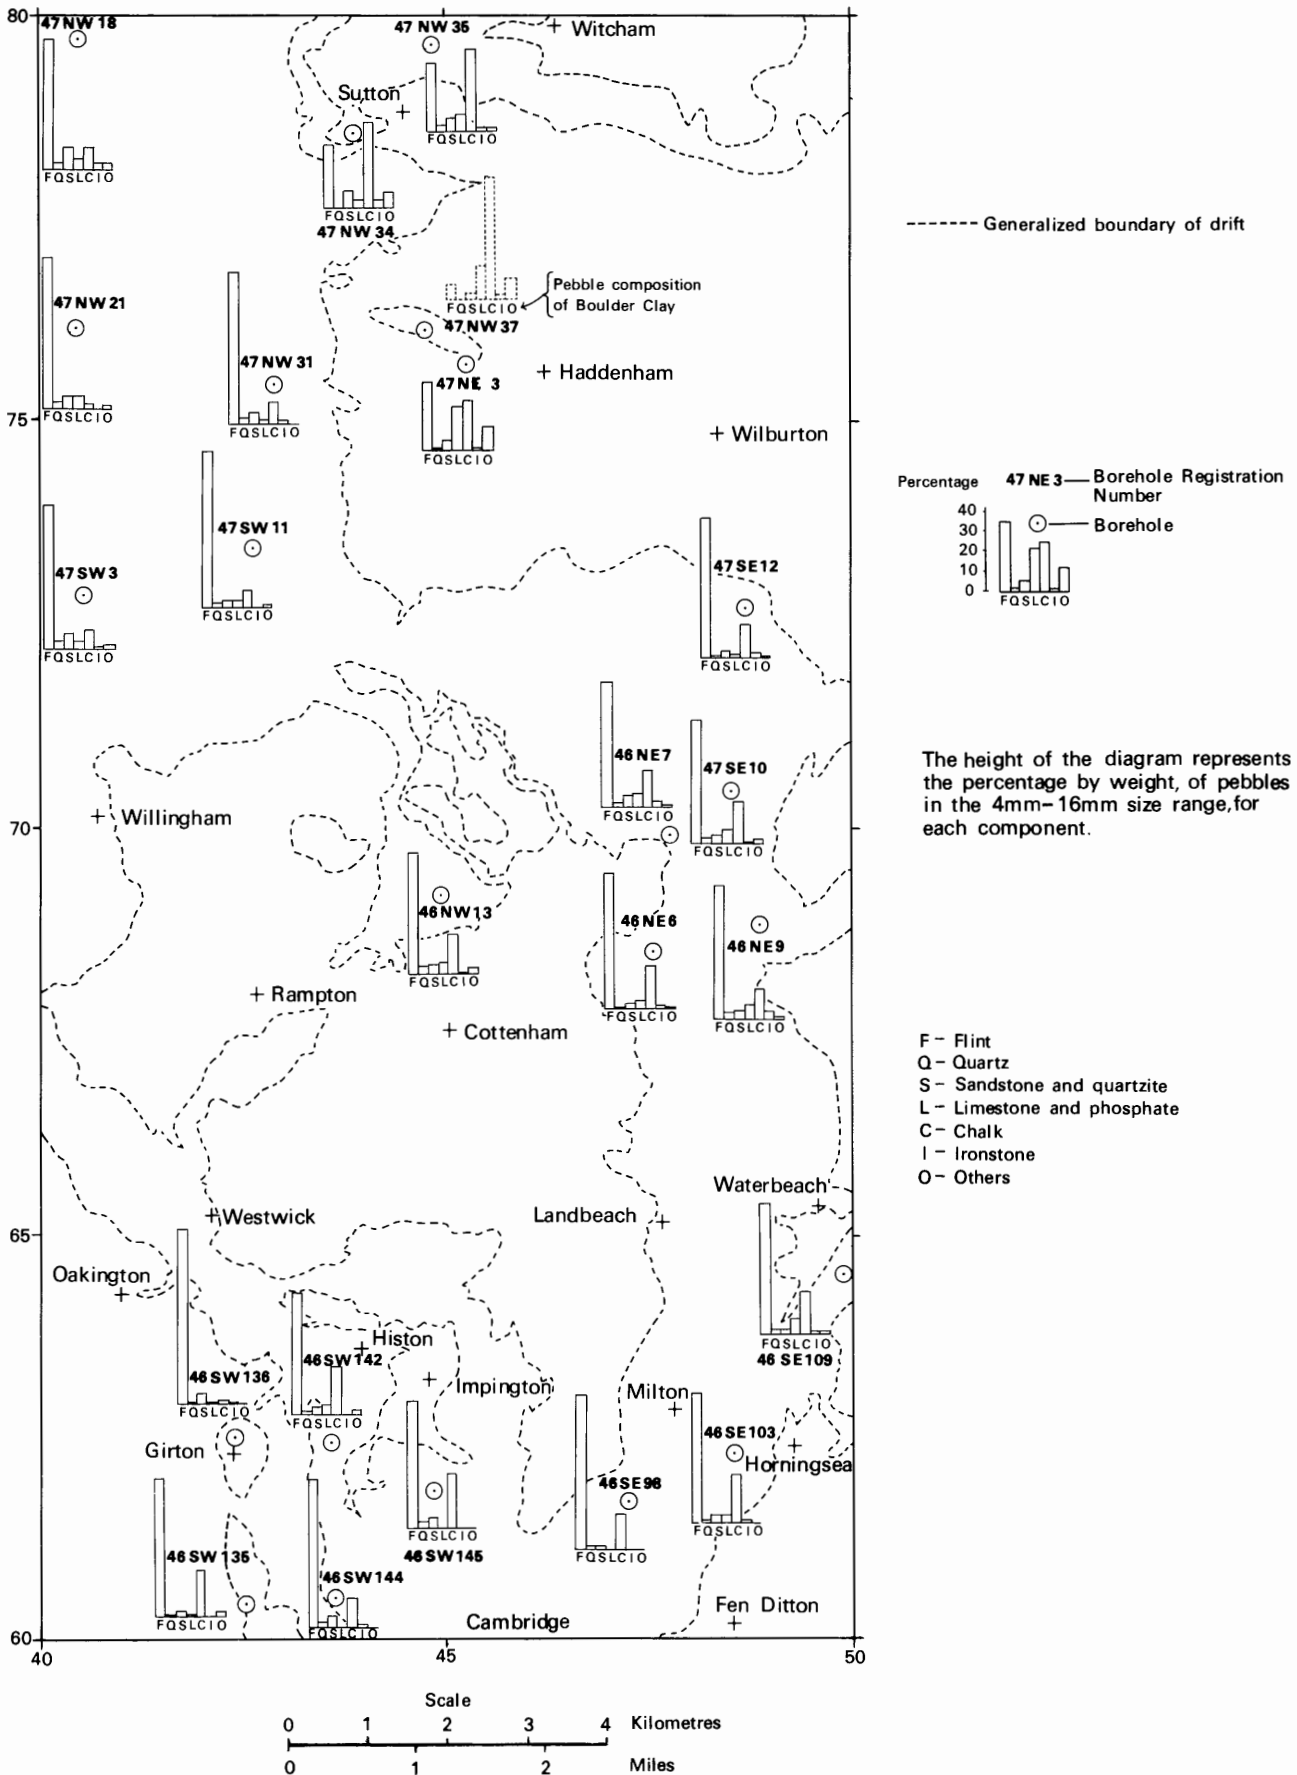 80
47 NW 18
47 NW 35
Witcham
Sutton
FQSLCIO
FQSLCIO
FQSLCIO
47 NW 34
Generalized boundary of drift
Pebble composition
of Boulder Clay
FQSLCIO
47 NW 37
47 NW 21
47 NW 31
Haddenham
47 NE 3
FQSLCIO
75
FQSLCIO
Wilburton
FQSLCIO
Percentage
47 NE 3
Borehole Registration
Number
40
30
20
10
0
Borehole
FQSLCIO
47 SW 11
47 SW 3
47 SE 12
FQSLCIO
FQSLCIO
FQSLCIO
46 NE 7
47 SE 10
The height of the diagram represents
the percentage by weight, of pebbles
in the 4mm-16mm size range, for
each component.
Willingham
FQSLCIO
70
FQSLCIO
46 NW 13
46 NE 6
46 NE 9
FQSLCIO
Rampton
FQSLCIO
FQSLCIO
Cottenham
F - Flint
Q - Quartz
S - Sandstone and quartzite
L - Limestone and phosphate
C - Chalk
I - Ironstone
O - Others
Waterbeach
Westwick
Landbeach
65
Oakington
Histon
FQSLCIO
46 SE 109
46 SW 142
46 SW 136
Impington
Milton
FQSLCIO
FQSLCIO
46 SE 103
Girton
Horningsea
46 SE 98
FQSLCIO
FQSLCIO
46 SW 145
FQSLCIO
46 SW 135
46 SW 144
FQSLCIO
FQSLCIO
Cambridge
Fen Ditton
60
40
45
50
Scale
0 1 2 3 4 Kilometres
0 1 2 Miles